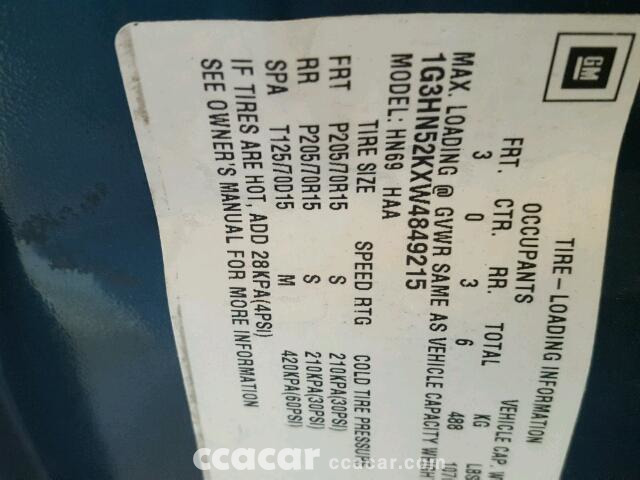 GM
TIRE-LOADING INFORMATION
OCCUPANTS VEHICLE CAP.
FRT. CTR. RR. TOTAL KG LBS
3 0 3 6 488
MAX. LOADING @ GVWR SAME AS VEHICLE CAPACITY WEIGH
1G3HN52KXW4849215
MODEL: HN69 HAA
TIRE SIZE SPEED RTG COLD TIRE PRESSURE
FRT P205/70R15 S 210KPA(30PSI)
RR P205/70R15 S 210KPA(30PSI)
SPA T125/70D15 M 420KPA(60PSI)
IF TIRES ARE HOT, ADD 28KPA(4PSI)
SEE OWNER'S MANUAL FOR MORE INFORMATION
ccacar ccacar.com